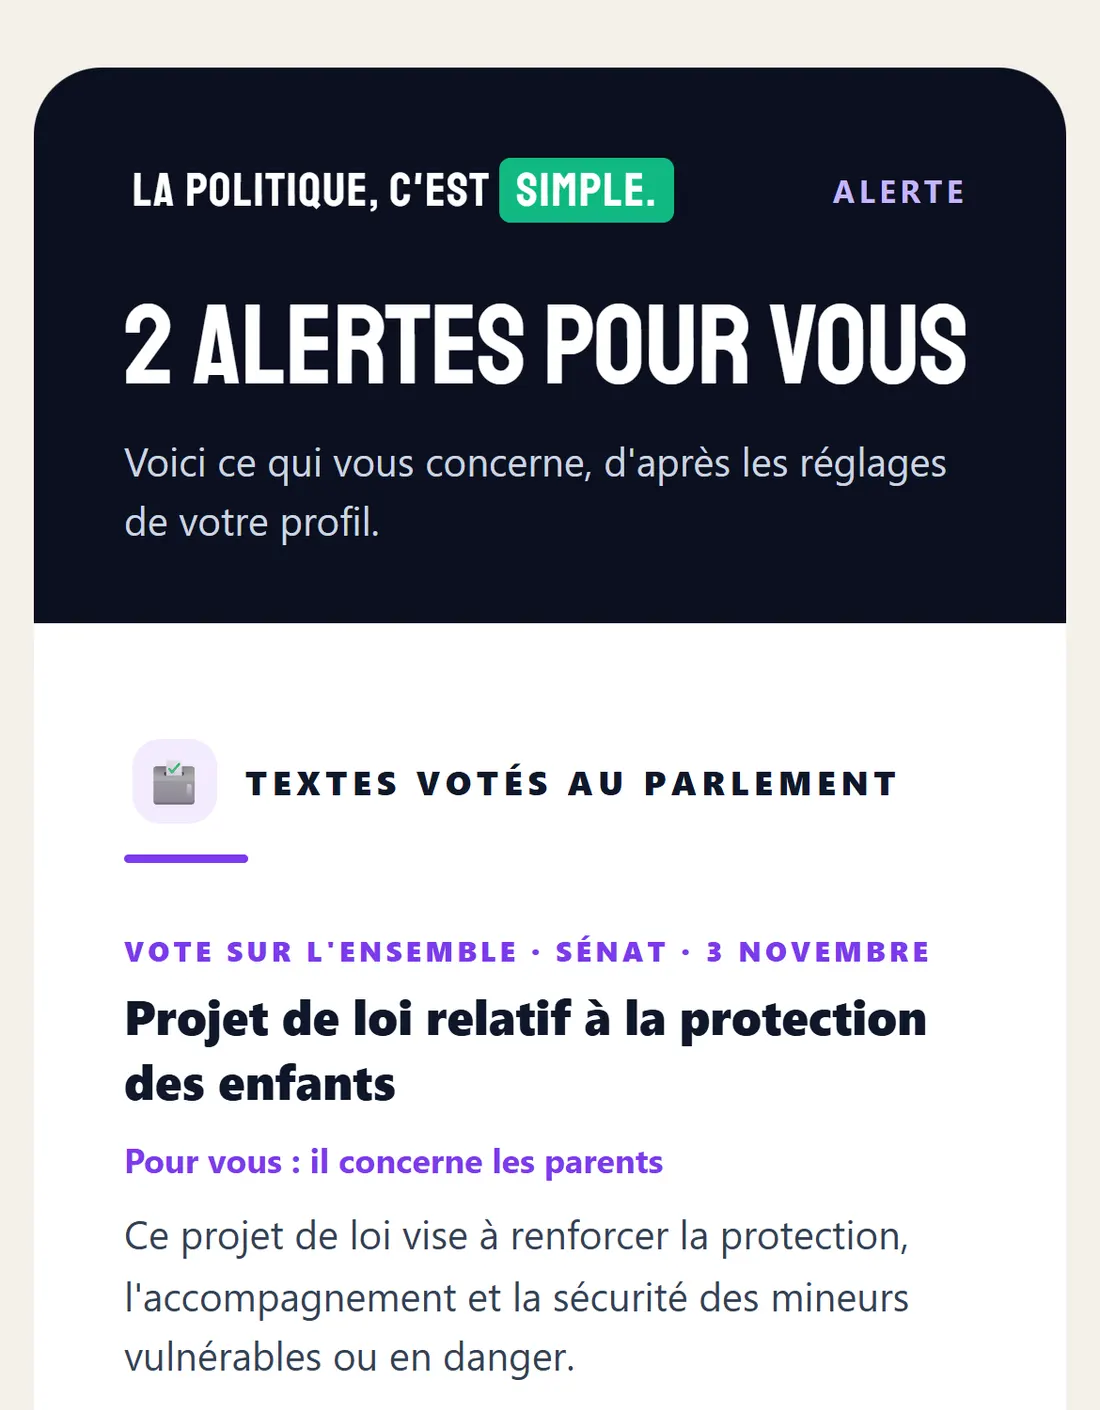 LA POLITIQUE, C'EST SIMPLE.
ALERTE
2 ALERTES POUR VOUS
Voici ce qui vous concerne, d'après les réglages
de votre profil.
TEXTES VOTÉS AU PARLEMENT
VOTE SUR L'ENSEMBLE · SÉNAT · 3 NOVEMBRE
Projet de loi relatif à la protection
des enfants
Pour vous : il concerne les parents
Ce projet de loi vise à renforcer la protection,
l'accompagnement et la sécurité des mineurs
vulnérables ou en danger.